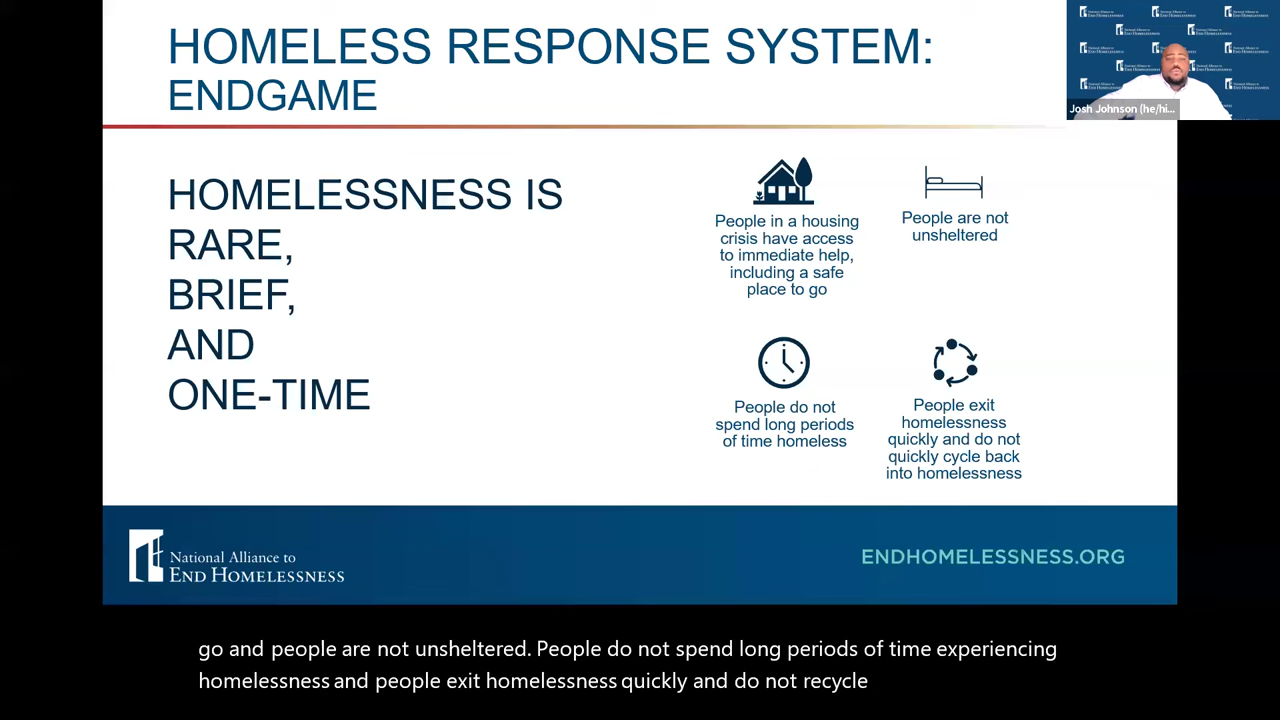 HOMELESS RESPONSE SYSTEM:
ENDGAME
HOMELESSNESS IS
RARE,
BRIEF,
AND
ONE-TIME
People in a housing
crisis have access
to immediate help,
including a safe
place to go
People are not
unsheltered
People do not
spend long periods
of time homeless
People exit
homelessness
quickly and do not
quickly cycle back
into homelessness
National Alliance to
END HOMELESSNESS
ENDHOMELESSNESS.ORG
Josh Johnson (he/hi...
go and people are not unsheltered. People do not spend long periods of time experiencing
homelessness and people exit homelessness quickly and do not recycle